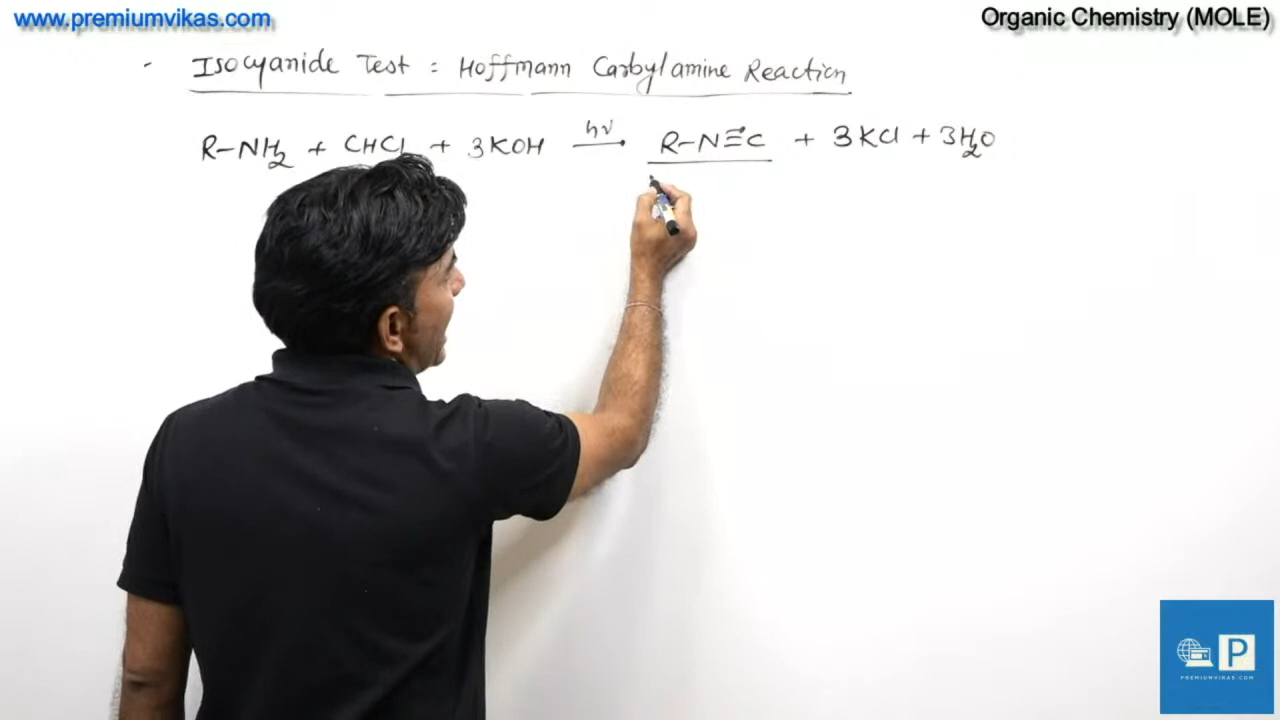 www.premiumvikas.com
Organic Chemistry (MOLE)
Isocyanide Test : Hoffmann Carbylamine Reaction
R-NH2 + CHCl + 3KOH hν → R-N≡C + 3KCl + 3H2O
P
PREMIUMVIKAS.COM